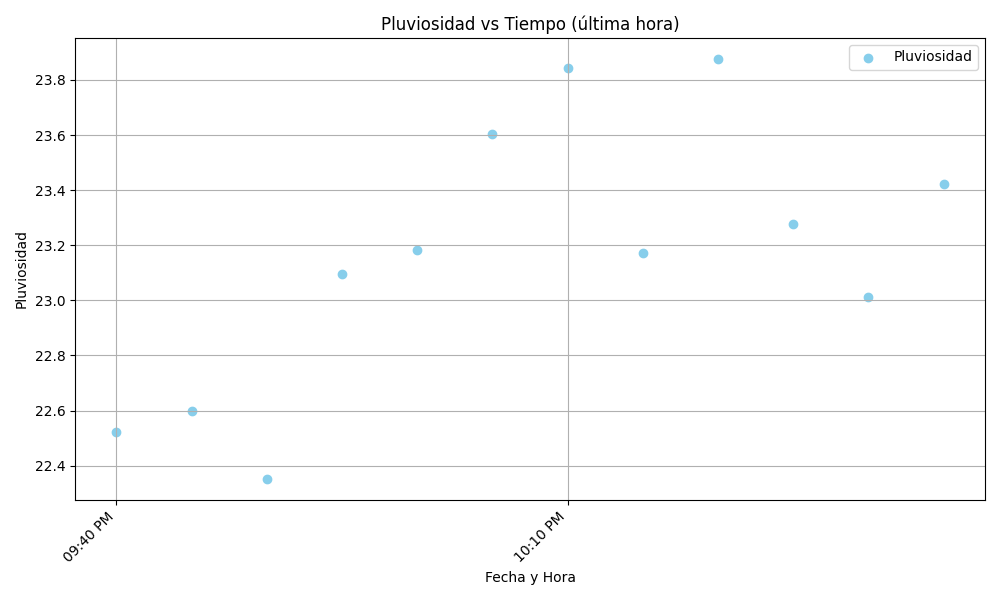 Pluviosidad vs Tiempo (última hora)
Pluviosidad
23.8
23.6
23.4
23.2
23.0
22.8
22.6
22.4
Pluviosidad
09:40 PM
10:10 PM
Fecha y Hora